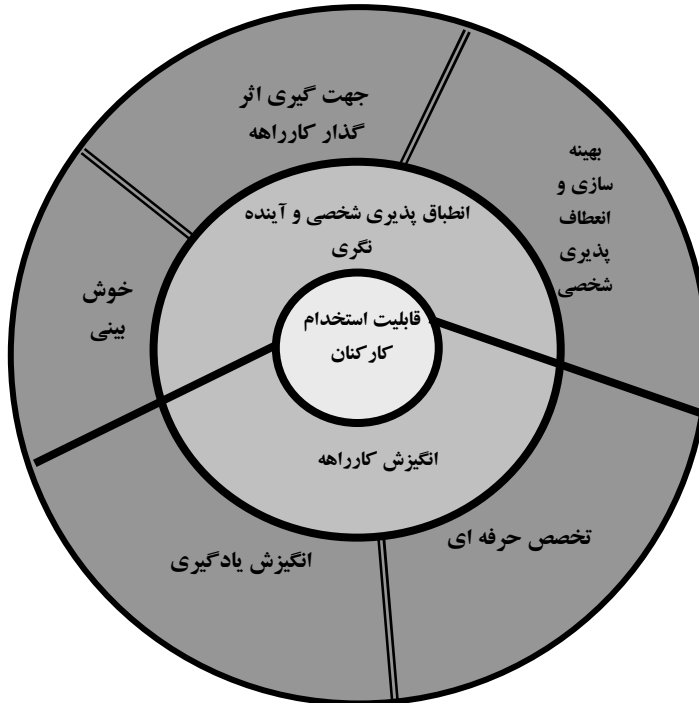 جهت گیری اثر
گذار کارراهه
بهینه
سازی و
انعطاف
پذیری
شخصی
خوش
بینی
انطباق پذیری شخصی و آینده
نگری
قابلیت استخدام
کارکنان
انگیزش کارراهه
تخصص حرفه ای
انگیزش یادگیری